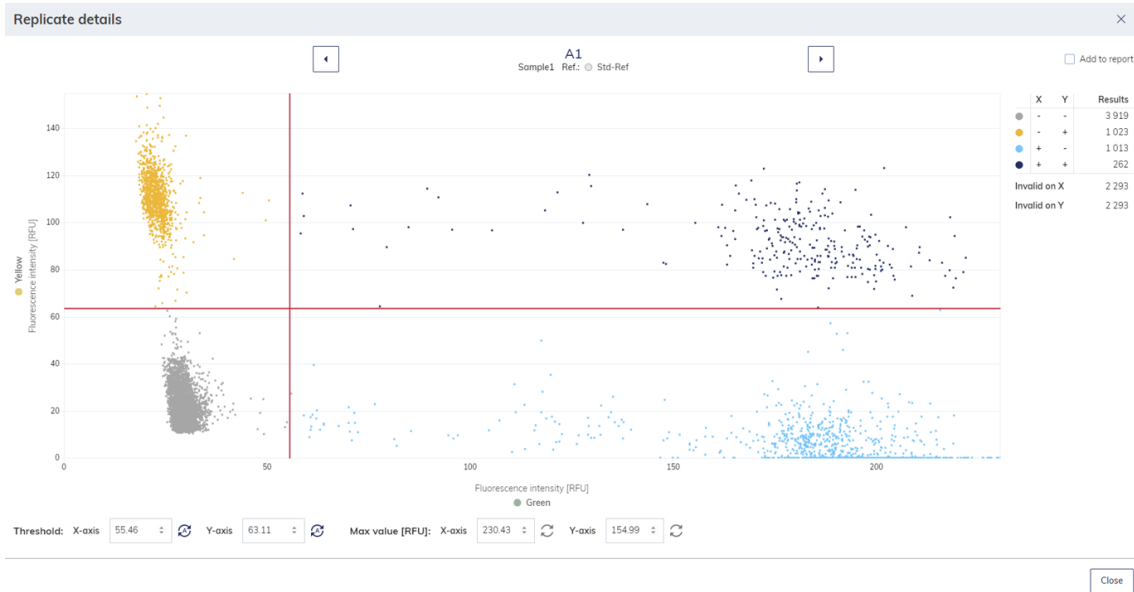 Replicate details
A1
Sample1 Ref.: Std-Ref
Add to report
X Y Results
- - 3 919
- + 1 023
+ - 1 013
+ + 262
Invalid on X 2 293
Invalid on Y 2 293
Yellow
Fluorescence intensity [RFU]
140
120
100
80
60
40
20
0
0 50 100 150 200
Fluorescence intensity [RFU]
Green
Threshold: X-axis 55.46 A Y-axis 63.11 A Max value [RFU]: X-axis 230.43 Y-axis 154.99
Close